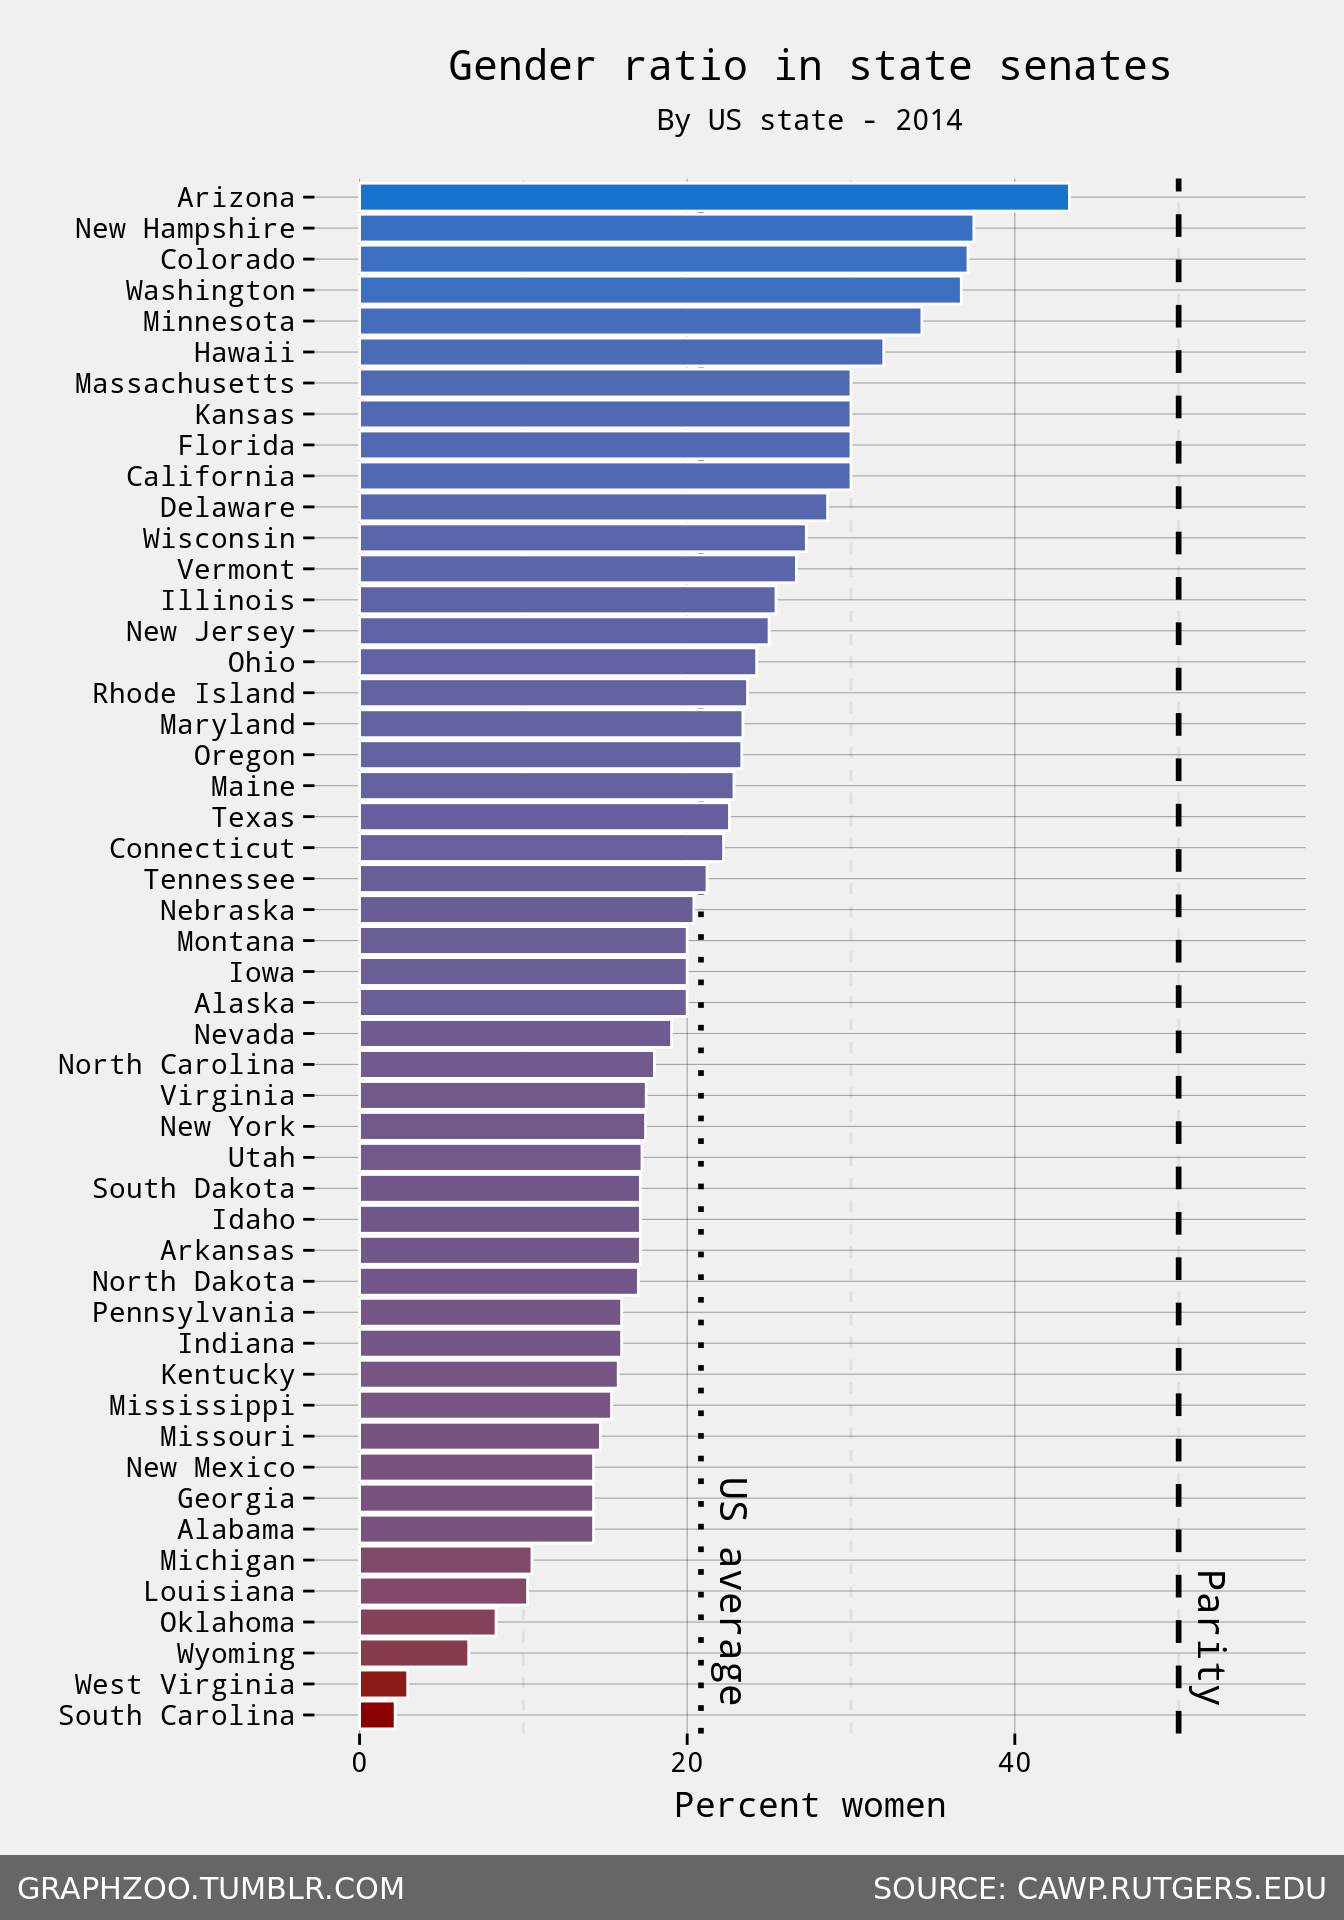 Gender ratio in state senates
By US state - 2014
Arizona
New Hampshire
Colorado
Washington
Minnesota
Hawaii
Massachusetts
Kansas
Florida
California
Delaware
Wisconsin
Vermont
Illinois
New Jersey
Ohio
Rhode Island
Maryland
Oregon
Maine
Texas
Connecticut
Tennessee
Nebraska
Montana
Iowa
Alaska
Nevada
North Carolina
Virginia
New York
Utah
South Dakota
Idaho
Arkansas
North Dakota
Pennsylvania
Indiana
Kentucky
Mississippi
Missouri
New Mexico
Georgia
Alabama
Michigan
Louisiana
Oklahoma
Wyoming
West Virginia
South Carolina
US average
Parity
0 20 40
Percent women
GRAPHZOO.TUMBLR.COM
SOURCE: CAWP.RUTGERS.EDU